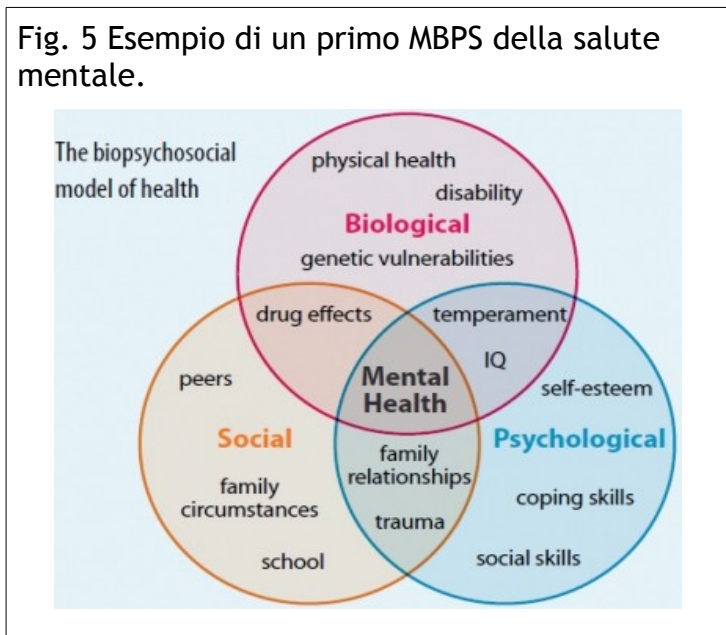 Fig. 5 Esempio di un primo MBPS della salute
mentale.
The biopsychosocial
model of health
physical health
disability
Biological
genetic vulnerabilities
drug effects
temperament
IQ
Mental
Health
peers
self-esteem
Social
Psychological
family
relationships
family
circumstances
coping skills
trauma
school
social skills